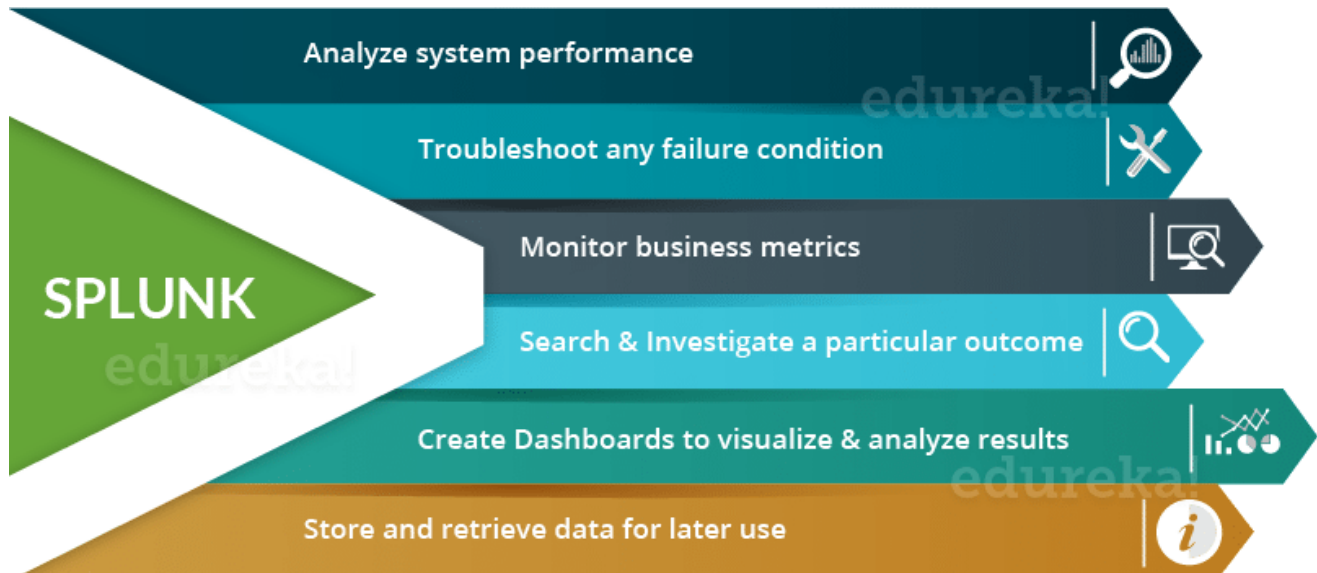 Analyze system performance
edureka!
Troubleshoot any failure condition
Monitor business metrics
SPLUNK
Search & Investigate a particular outcome
edureka!
Create Dashboards to visualize & analyze results
edureka!
Store and retrieve data for later use
i